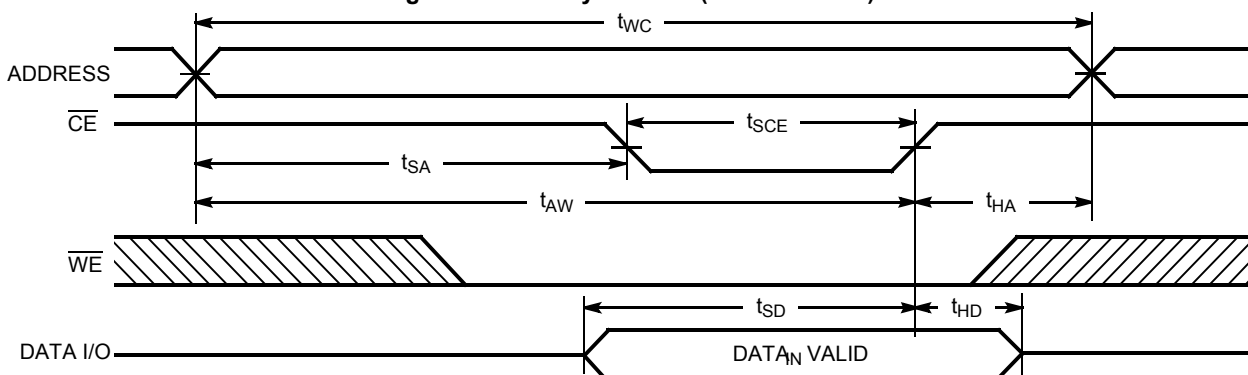 tWC
ADDRESS
CE
tSCE
tSA
tAW
tHA
WE
tSD
tHD
DATA I/O
DATAIN VALID